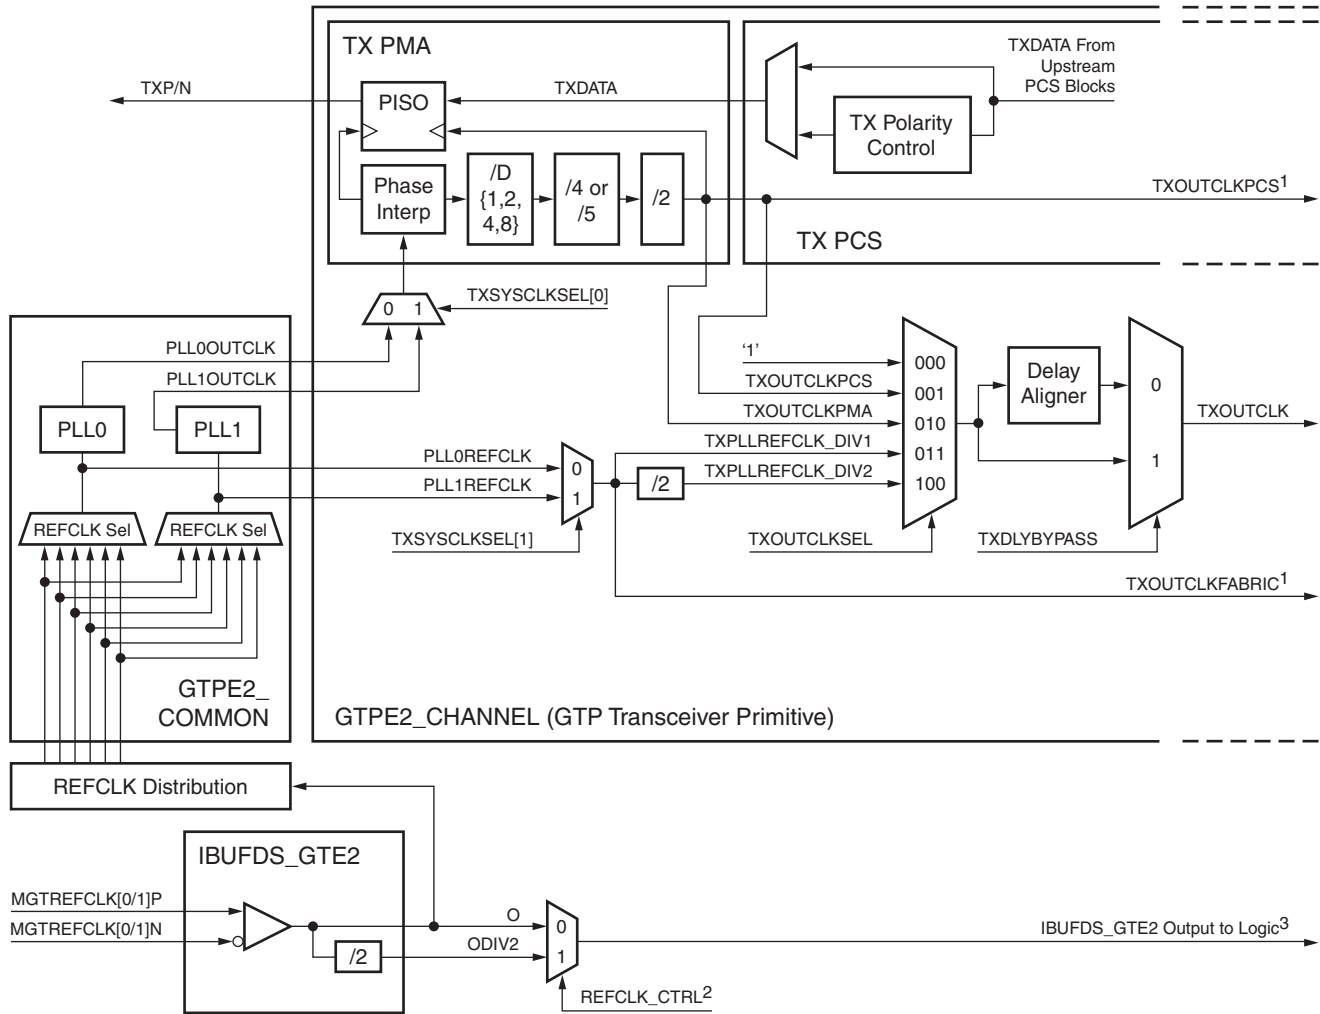 TX PMA
TXDATA From
Upstream
PCS Blocks
TXP/N
PISO
TXDATA
TX Polarity
Control
Phase
Interp
/D
{1,2,
4,8}
/4 or
/5
/2
TXOUTCLKPCS1
TX PCS
0 1
TXSYSCLKSEL[0]
PLL0OUTCLK
PLL1OUTCLK
PLL0
PLL1
'1'
TXOUTCLKPCS
TXOUTCLKPMA
TXPLLREFCLK_DIV1
TXPLLREFCLK_DIV2
000
001
010
011
100
Delay
Aligner
0
1
TXOUTCLK
PLL0REFCLK
PLL1REFCLK
0
1
/2
REFCLK Sel
REFCLK Sel
TXSYSCLKSEL[1]
TXOUTCLKSEL
TXDLYBYPASS
TXOUTCLKFABRIC1
GTPE2_
COMMON
GTPE2_CHANNEL (GTP Transceiver Primitive)
REFCLK Distribution
IBUFDS_GTE2
MGTREFCLK[0/1]P
MGTREFCLK[0/1]N
/2
O
ODIV2
0
1
IBUFDS_GTE2 Output to Logic3
REFCLK_CTRL2